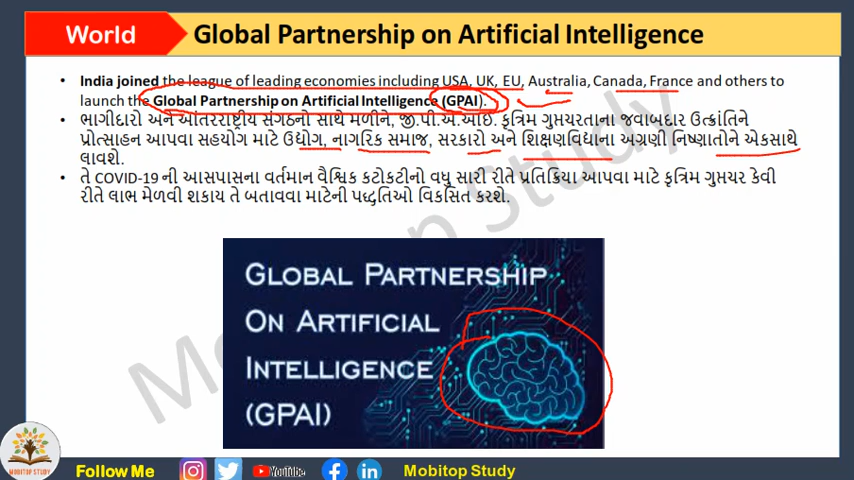 World
Global Partnership on Artificial Intelligence
• India joined the league of leading economies including USA, UK, EU, Australia, Canada, France and others to
launch the Global Partnership on Artificial Intelligence (GPAI).
• ભાગીદારો અને આંતરરાષ્ટ્રીય સંગઠનો સાથે મળીને, જી.પી.એ.આઇ. કૃત્રિમ ગુપ્તચરતાના જવાબદાર ઉત્ક્રાંતિને
પ્રોત્સાહન આપવા સહયોગ માટે ઉદ્યોગ, નાગરિક સમાજ, સરકારો અને શિક્ષણવિદ્યાના અગ્રણી નિષ્ણાતોને એકસાથે
લાવશે.
• તે COVID-19 ની આસપાસના વર્તમાન વૈશ્વિક કટોકટીનો વધુ સારી રીતે પ્રતિક્રિયા આપવા માટે કૃત્રિમ ગુપ્તચર કેવી
રીતે લાભ મેળવી શકાય તે બતાવવા માટેની પદ્ધતિઓ વિકસિત કરશે.
Mobitop Study
GLOBAL PARTNERSHIP
ON ARTIFICIAL
INTELLIGENCE
(GPAI)
MOBITOP STUDY
Follow Me
YouTube
Mobitop Study